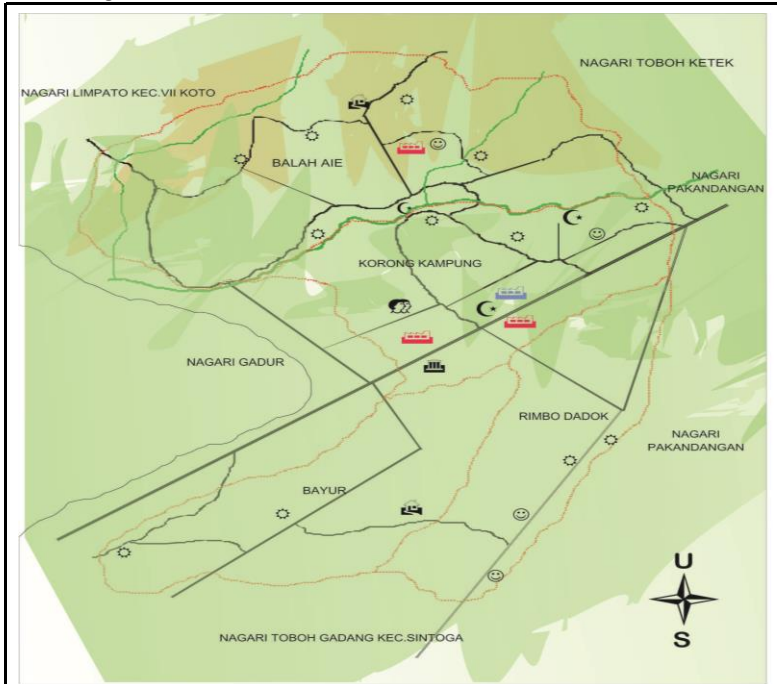 NAGARI TOBOH KETEK
NAGARI LIMPATO KEC.VII KOTO
BALAH AIE
NAGARI
PAKANDANGAN
KORONG KAMPUNG
NAGARI GADUR
RIMBO DADOK
NAGARI
PAKANDANGAN
BAYUR
U
S
NAGARI TOBOH GADANG KEC.SINTOGA